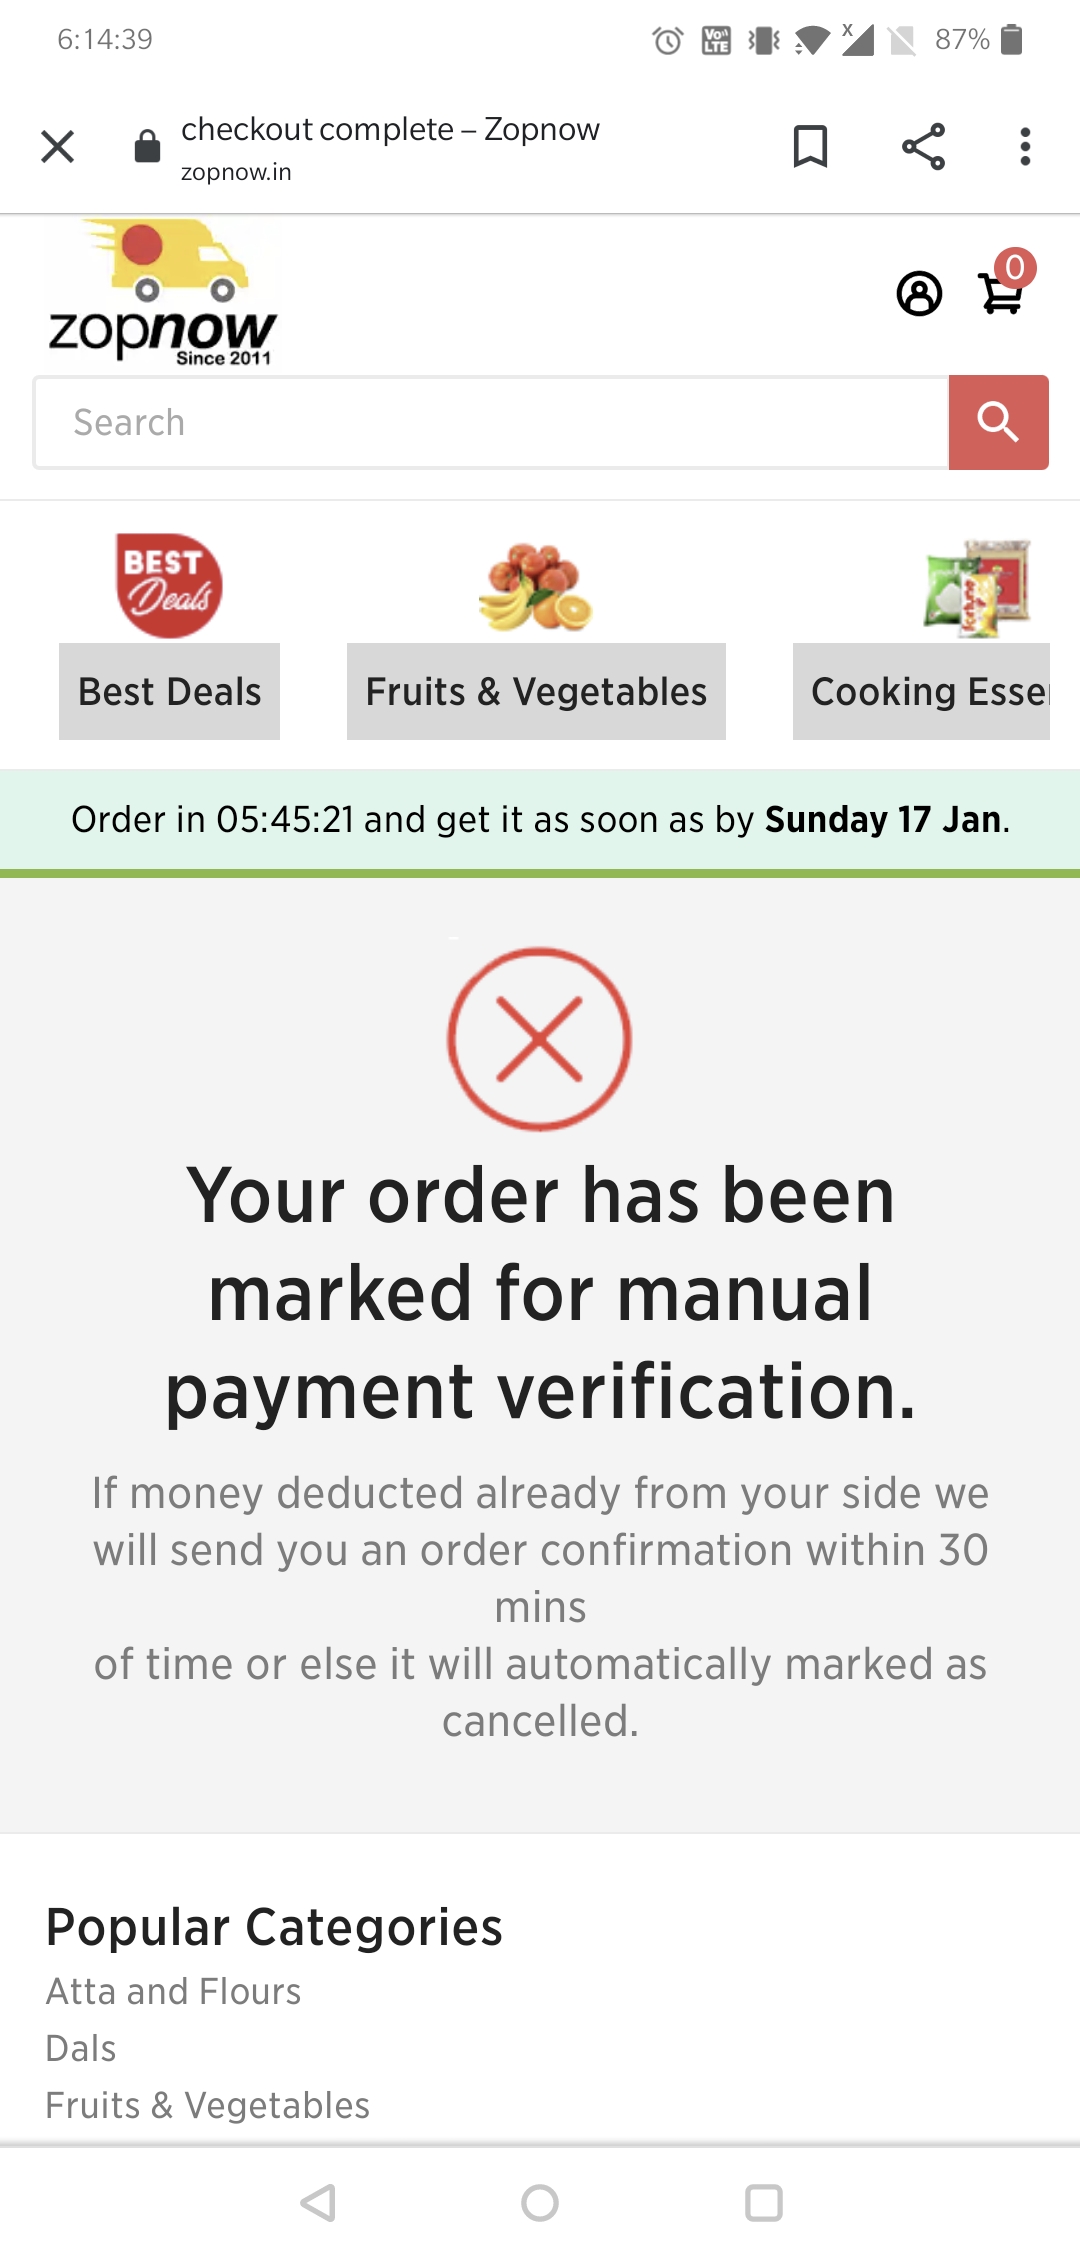 6:14:39
Vo))
LTE
X
87%
checkout complete – Zopnow
zopnow.in
zopnow
Since 2011
0
Search
BEST
Deals
fortune
Best Deals
Fruits & Vegetables
Cooking Esse
Order in 05:45:21 and get it as soon as by Sunday 17 Jan.
Your order has been
marked for manual
payment verification.
If money deducted already from your side we
will send you an order confirmation within 30
mins
of time or else it will automatically marked as
cancelled.
Popular Categories
Atta and Flours
Dals
Fruits & Vegetables